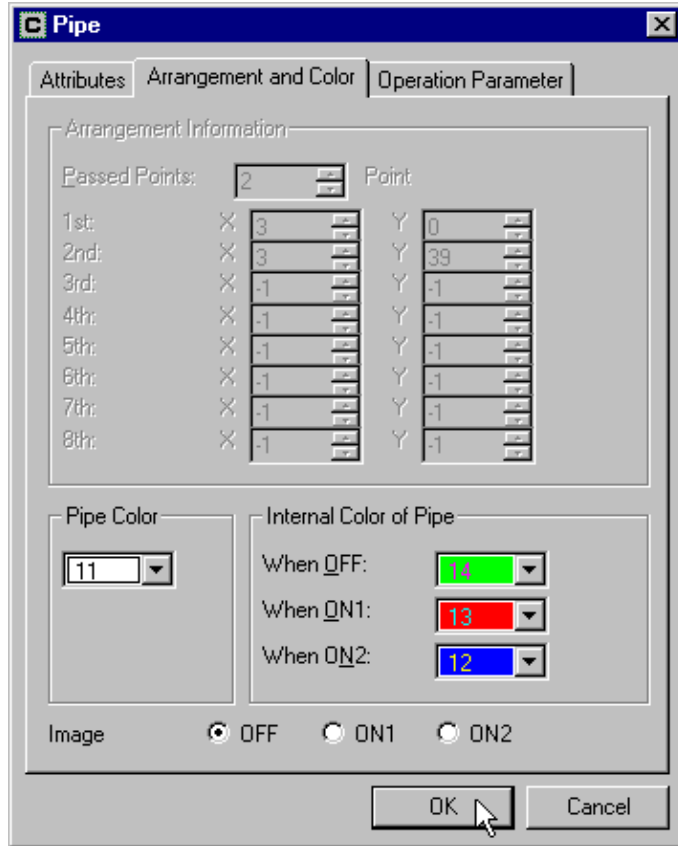 C Pipe
Attributes Arrangement and Color Operation Parameter
Arrangement Information
Passed Points: 2 Point
1st: X 3 Y 0
2nd: X 3 Y 39
3rd: X -1 Y -1
4th: X -1 Y -1
5th: X -1 Y -1
6th: X -1 Y -1
7th: X -1 Y -1
8th: X -1 Y -1
Pipe Color
11
Internal Color of Pipe
When OFF: 14
When ON1: 13
When ON2: 12
Image OFF ON1 ON2
OK Cancel